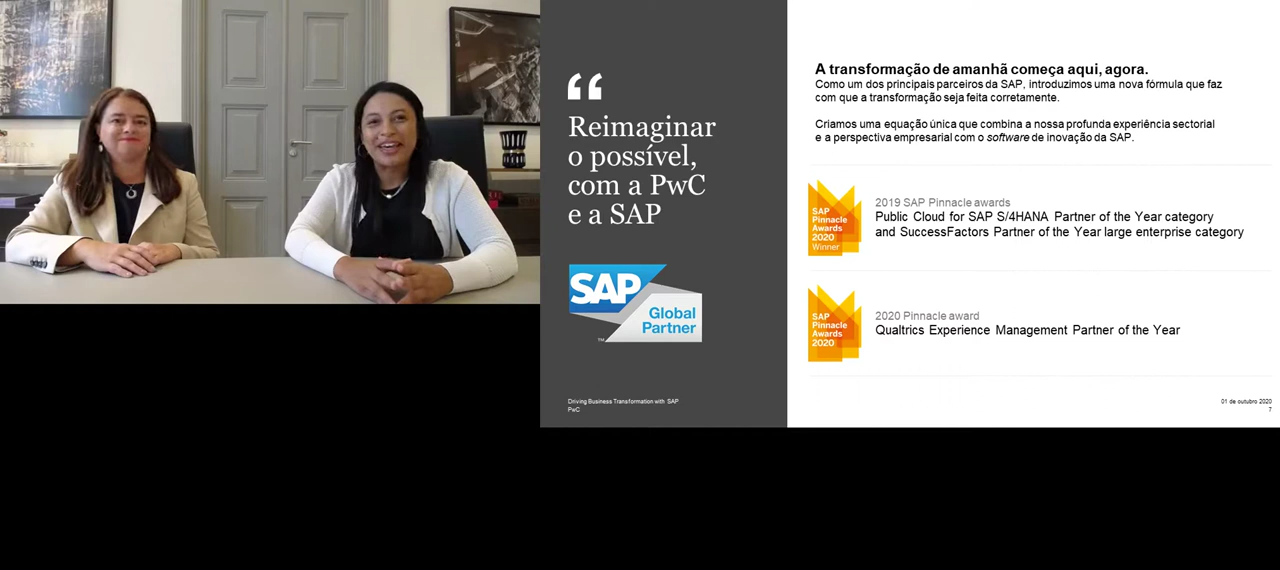 “
Reimaginar
o possível,
com a PwC
e a SAP
SAP
Global
Partner
™
Driving Business Transformation with SAP
PwC
A transformação de amanhã começa aqui, agora.
Como um dos principais parceiros da SAP, introduzimos uma nova fórmula que faz
com que a transformação seja feita corretamente.
Criamos uma equação única que combina a nossa profunda experiência sectorial
e a perspectiva empresarial com o software de inovação da SAP.
SAP
Pinnacle
Awards
2020
Winner
2019 SAP Pinnacle awards
Public Cloud for SAP S/4HANA Partner of the Year category
and SuccessFactors Partner of the Year large enterprise category
SAP
Pinnacle
Awards
2020
2020 Pinnacle award
Qualtrics Experience Management Partner of the Year
01 de outubro 2020
7